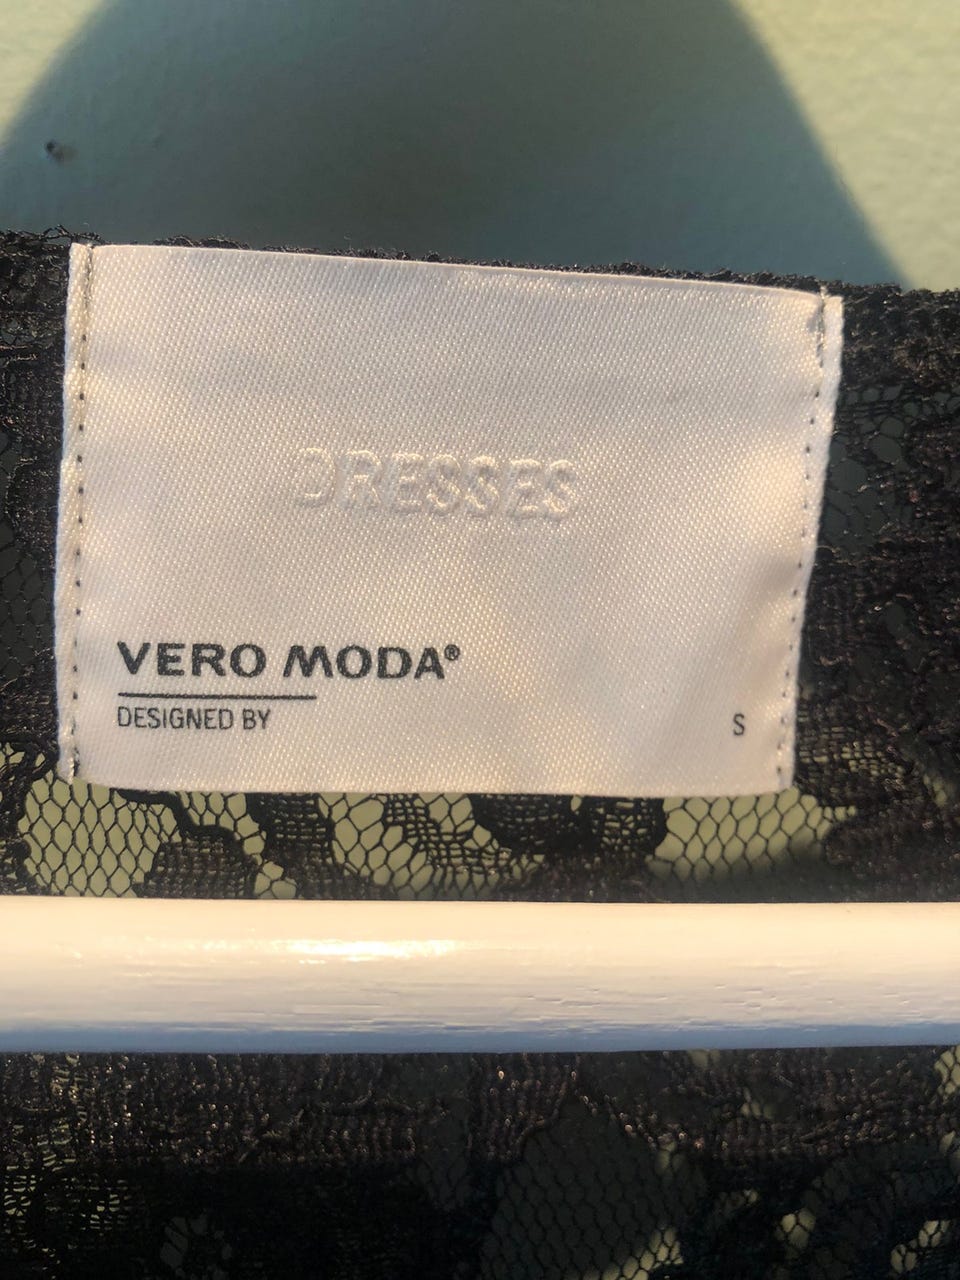 DRESSES
VERO MODA®
DESIGNED BY
S